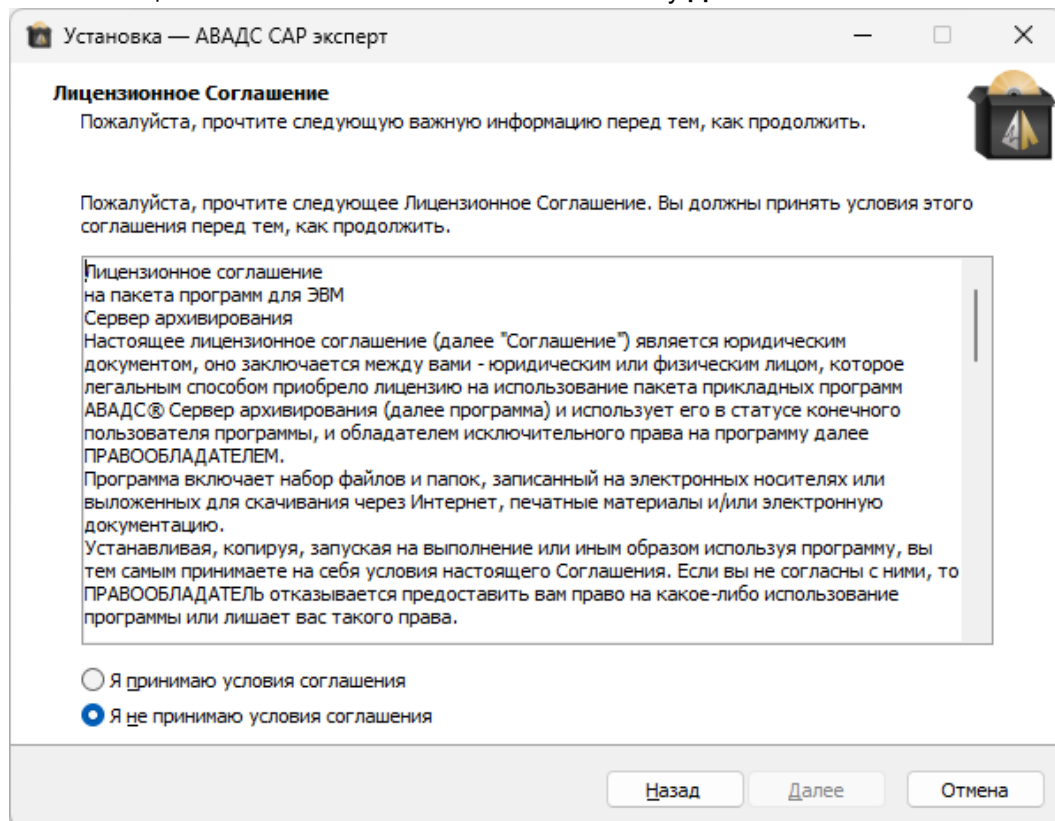 Установка — АВАДС САР эксперт
Лицензионное Соглашение
Пожалуйста, прочтите следующую важную информацию перед тем, как продолжить.
Пожалуйста, прочтите следующее Лицензионное Соглашение. Вы должны принять условия этого
соглашения перед тем, как продолжить.
Лицензионное соглашение
на пакета программ для ЭВМ
Сервер архивирования
Настоящее лицензионное соглашение (далее "Соглашение") является юридическим
документом, оно заключается между вами - юридическим или физическим лицом, которое
легальным способом приобрело лицензию на использование пакета прикладных программ
АВАДС® Сервер архивирования (далее программа) и использует его в статусе конечного
пользователя программы, и обладателем исключительного права на программу далее
ПРАВООБЛАДАТЕЛЕМ.
Программа включает набор файлов и папок, записанный на электронных носителях или
выложенных для скачивания через Интернет, печатные материалы и/или электронную
документацию.
Устанавливая, копируя, запуская на выполнение или иным образом используя программу, вы
тем самым принимаете на себя условия настоящего Соглашения. Если вы не согласны с ними, то
ПРАВООБЛАДАТЕЛЬ отказывается предоставить вам право на какое-либо использование
программы или лишает вас такого права.
Я принимаю условия соглашения
Я не принимаю условия соглашения
Назад Далее Отмена